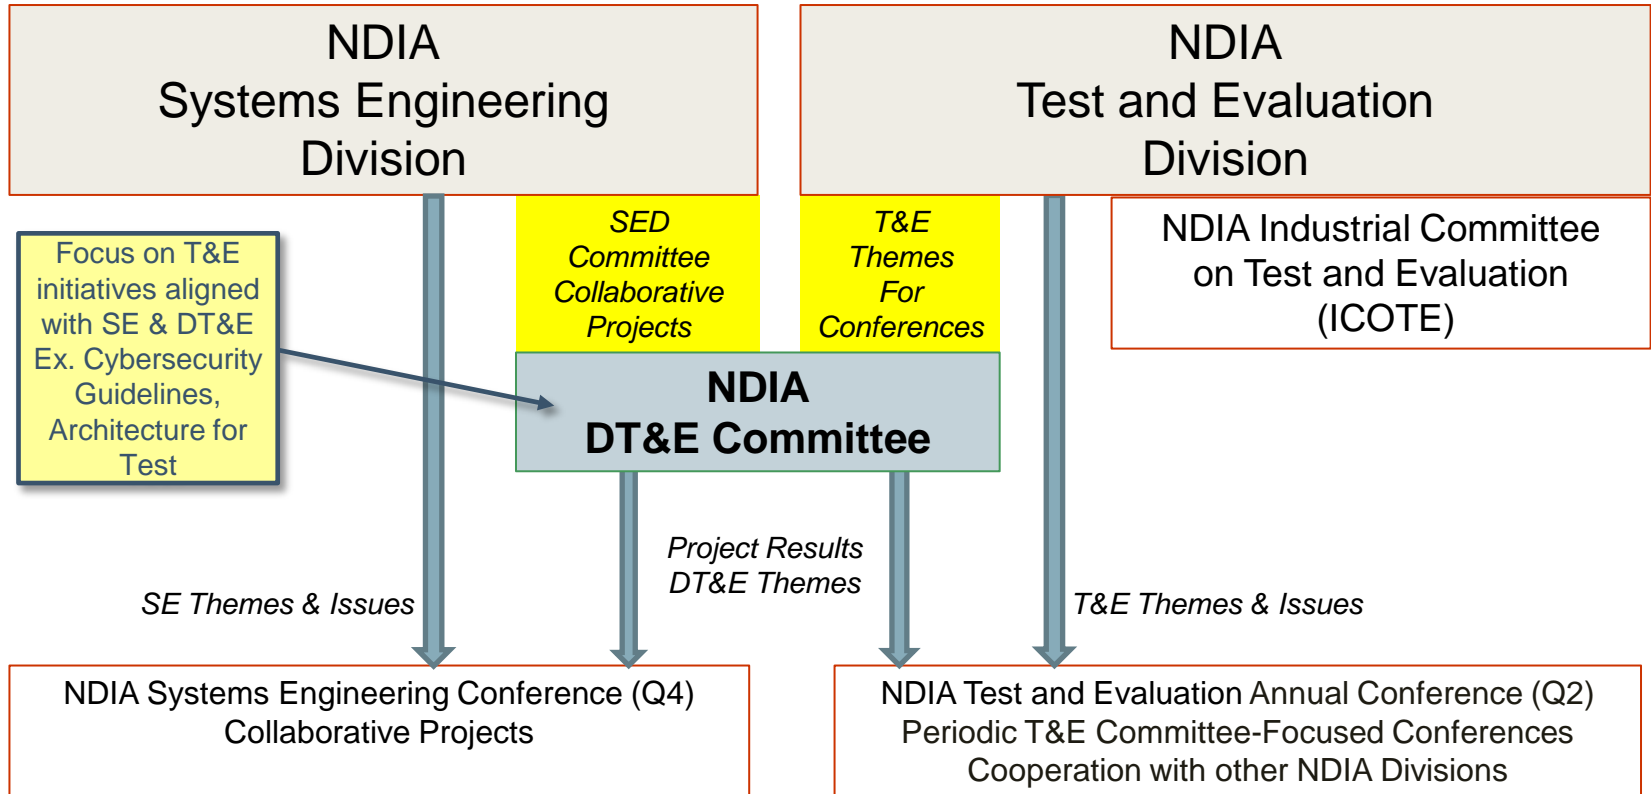 NDIA
Systems Engineering
Division
NDIA
Test and Evaluation
Division
SED
Committee
Collaborative
Projects
T&E
Themes
For
Conferences
NDIA Industrial Committee
on Test and Evaluation
(ICOTE)
Focus on T&E
initiatives aligned
with SE & DT&E
Ex. Cybersecurity
Guidelines,
Architecture for
Test
NDIA
DT&E Committee
Project Results
DT&E Themes
SE Themes & Issues
T&E Themes & Issues
NDIA Systems Engineering Conference (Q4)
Collaborative Projects
NDIA Test and Evaluation Annual Conference (Q2)
Periodic T&E Committee-Focused Conferences
Cooperation with other NDIA Divisions